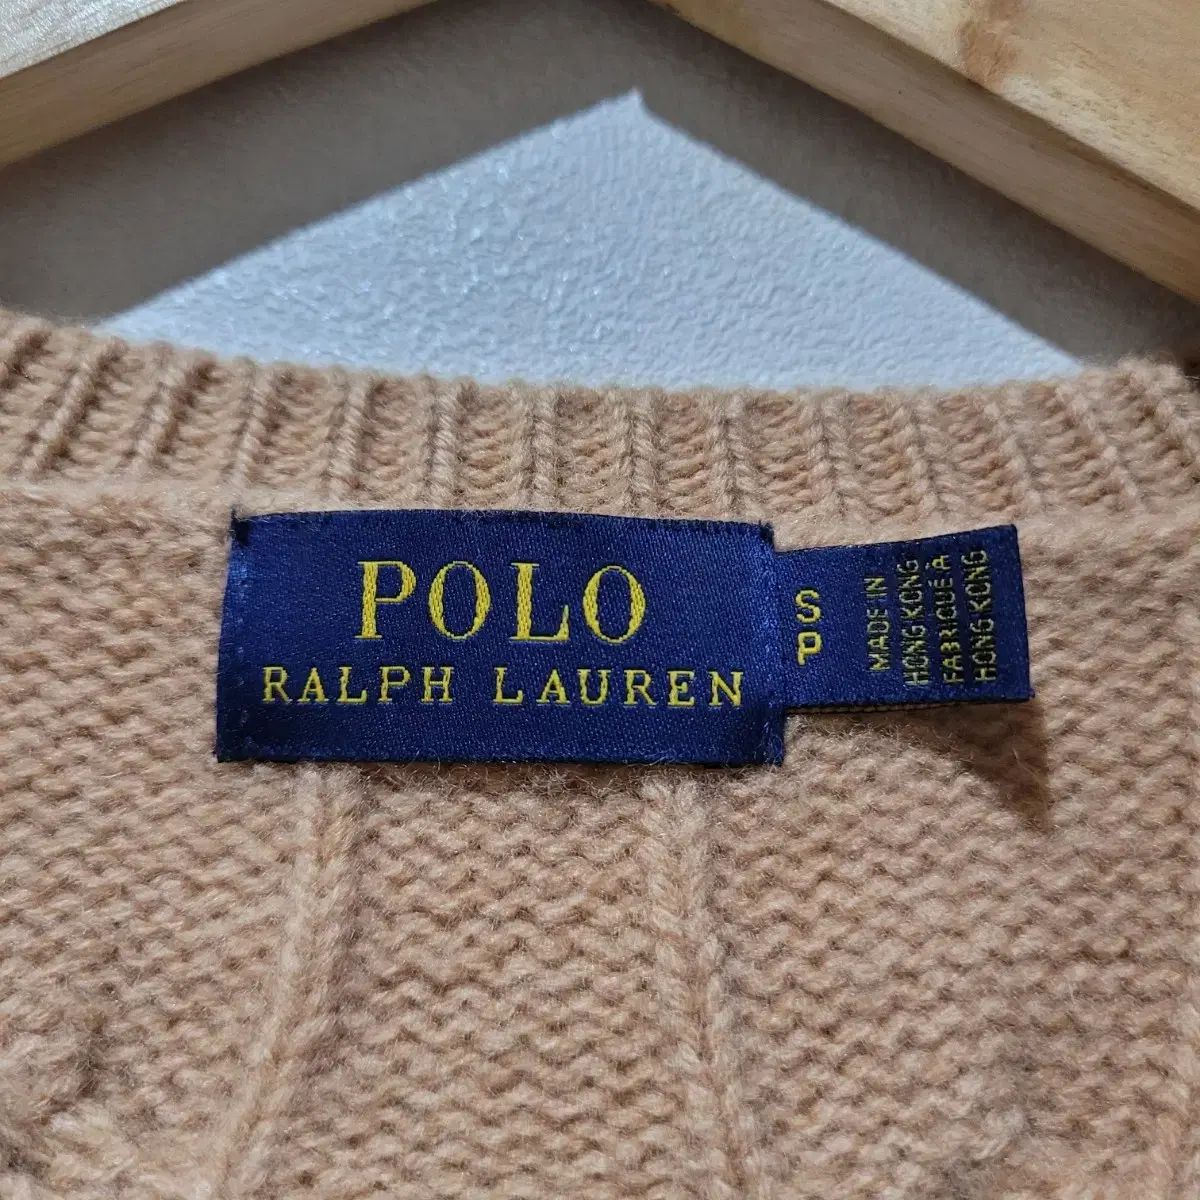 POLO
RALPH LAUREN
S
P
MADE IN
HONG KONG
FABRIQUÉ À
HONG KONG